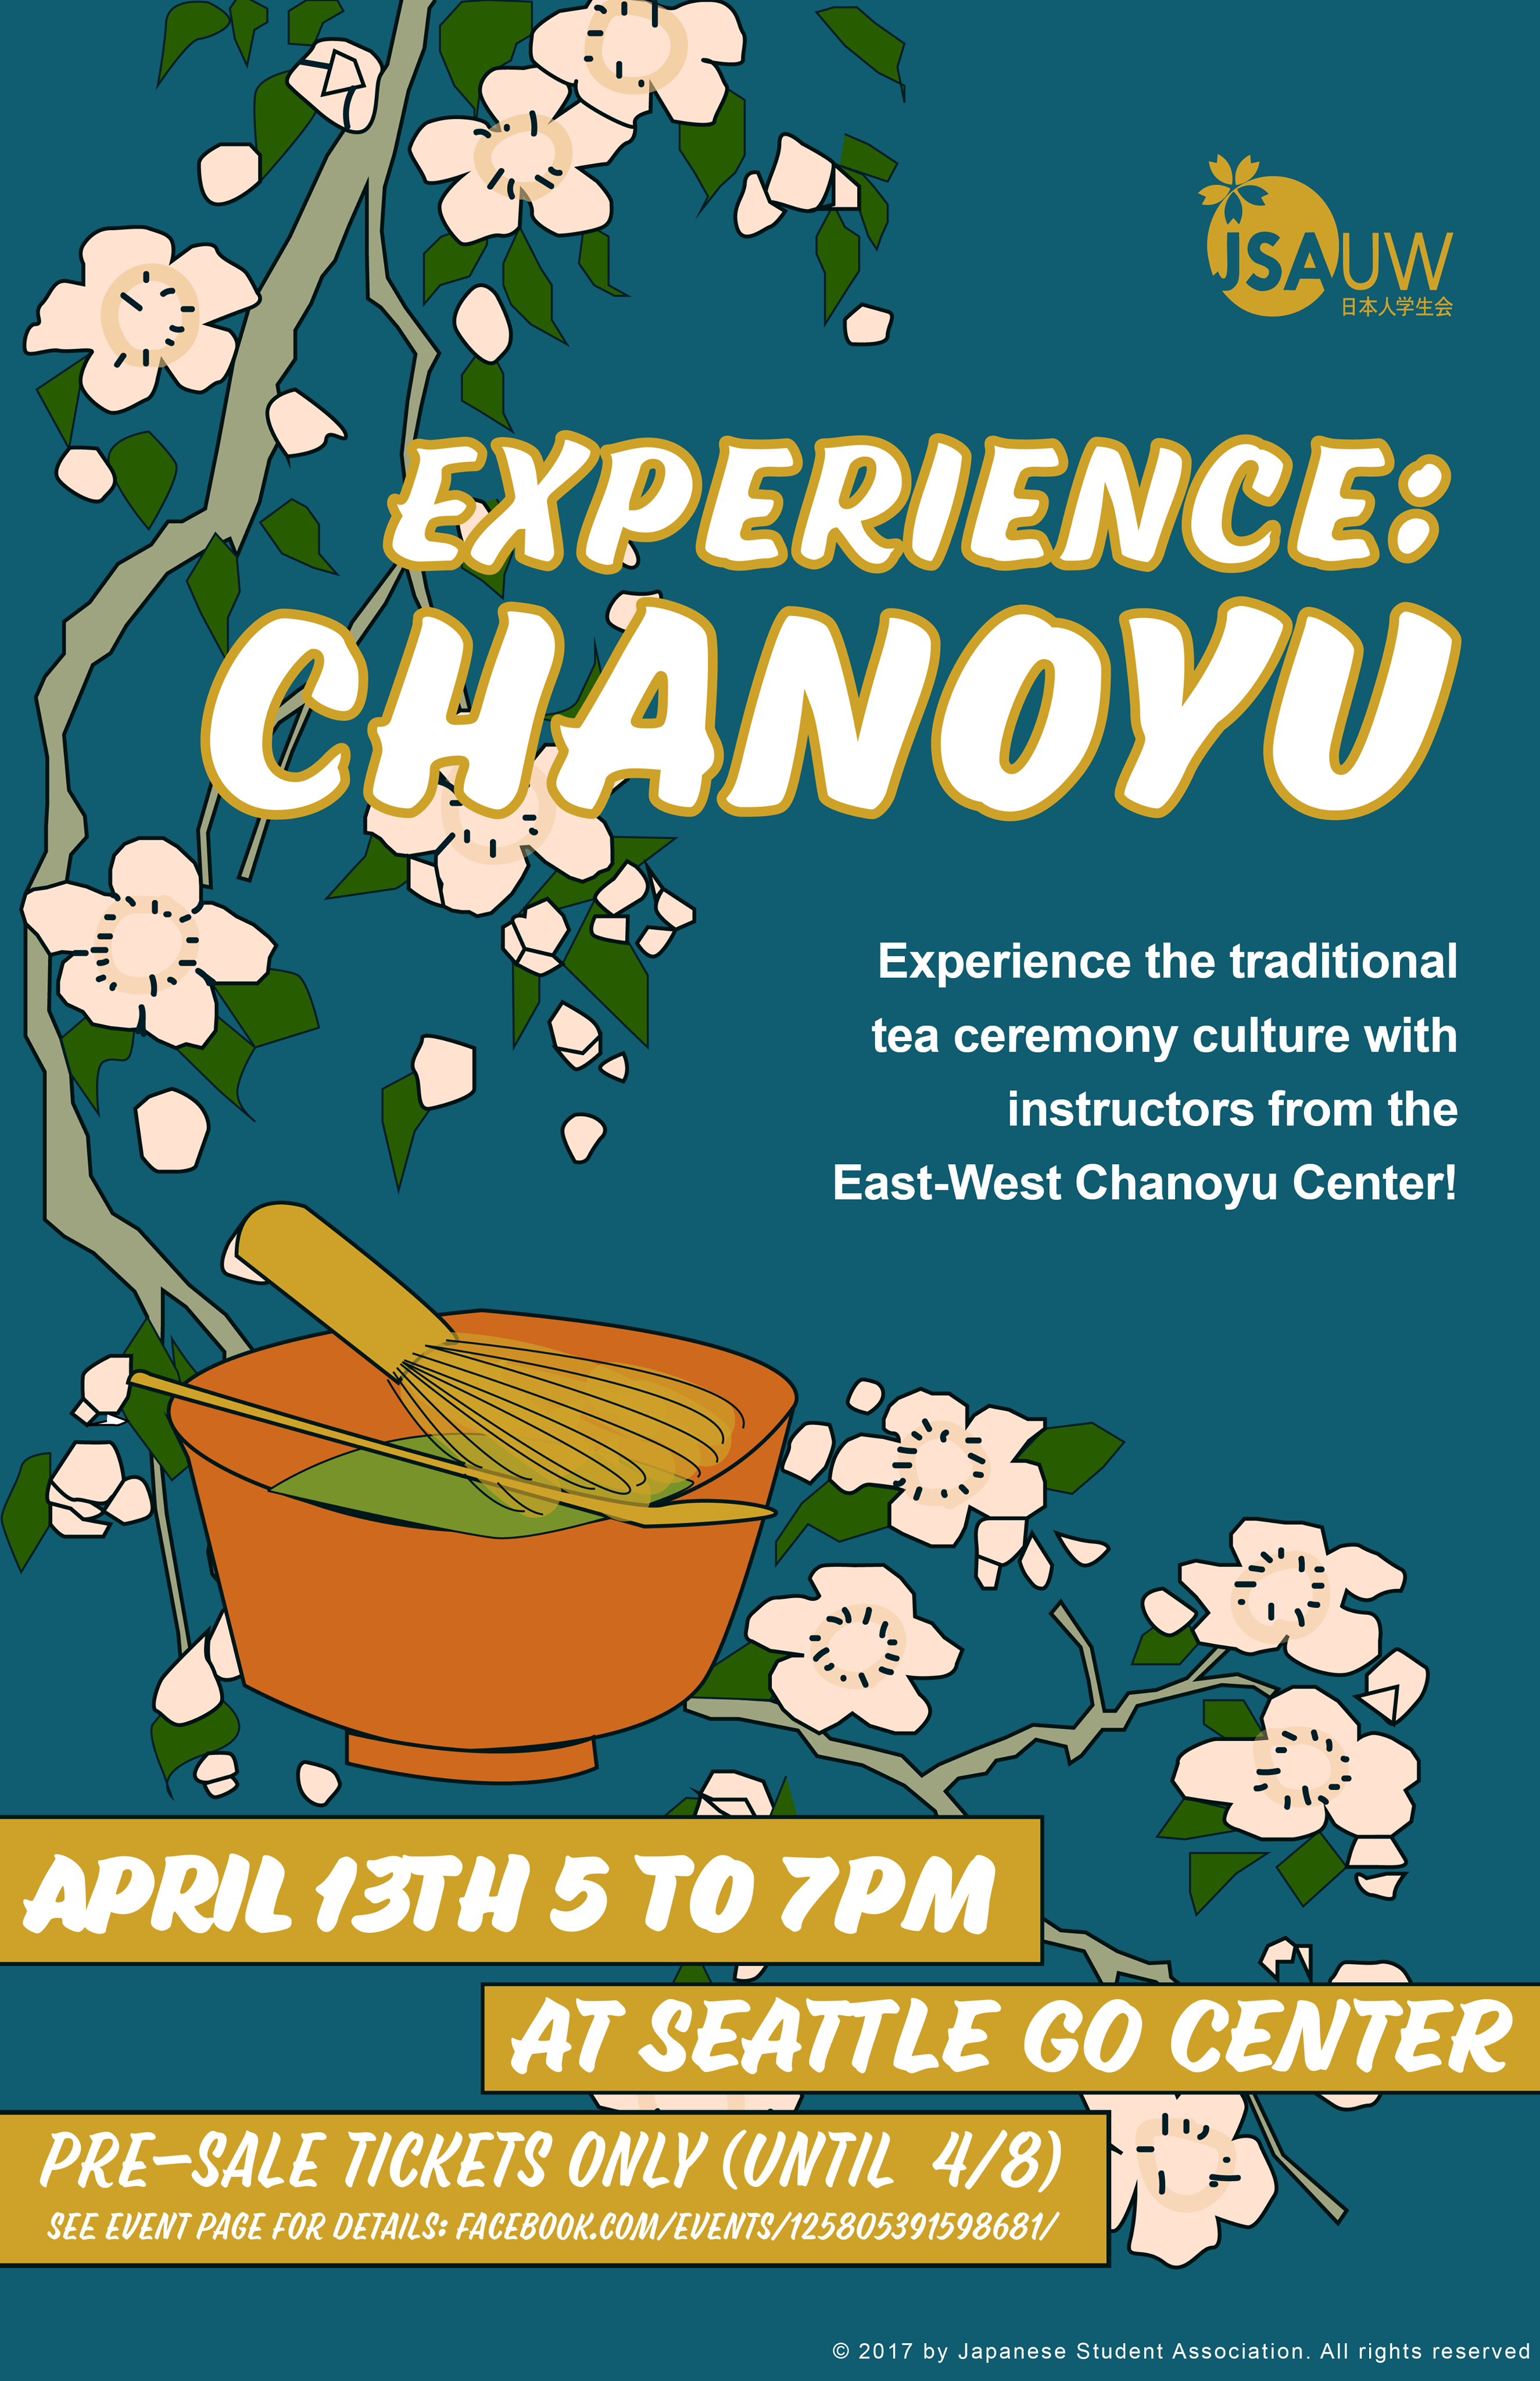 JSAUW
日本人学生会
EXPERIENCE:
CHANOYU
Experience the traditional
tea ceremony culture with
instructors from the
East-West Chanoyu Center!
APRIL 13TH 5 TO 7PM
AT SEATTLE GO CENTER
PRE-SALE TICKETS ONLY (UNTIL 4/8)
SEE EVENT PAGE FOR DETAILS: FACEBOOK.COM/EVENTS/125805391598681/
© 2017 by Japanese Student Association. All rights reserved